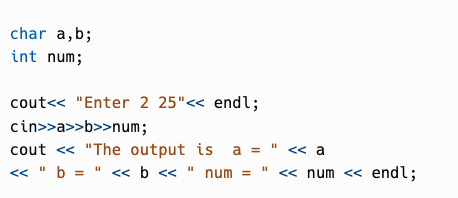 char a,b;
int num;
cout<< "Enter 2 25"<< endl;
cin>>a>>b>>num;
cout << "The output is  a = " << a
<< " b = " << b << " num = " << num << endl;